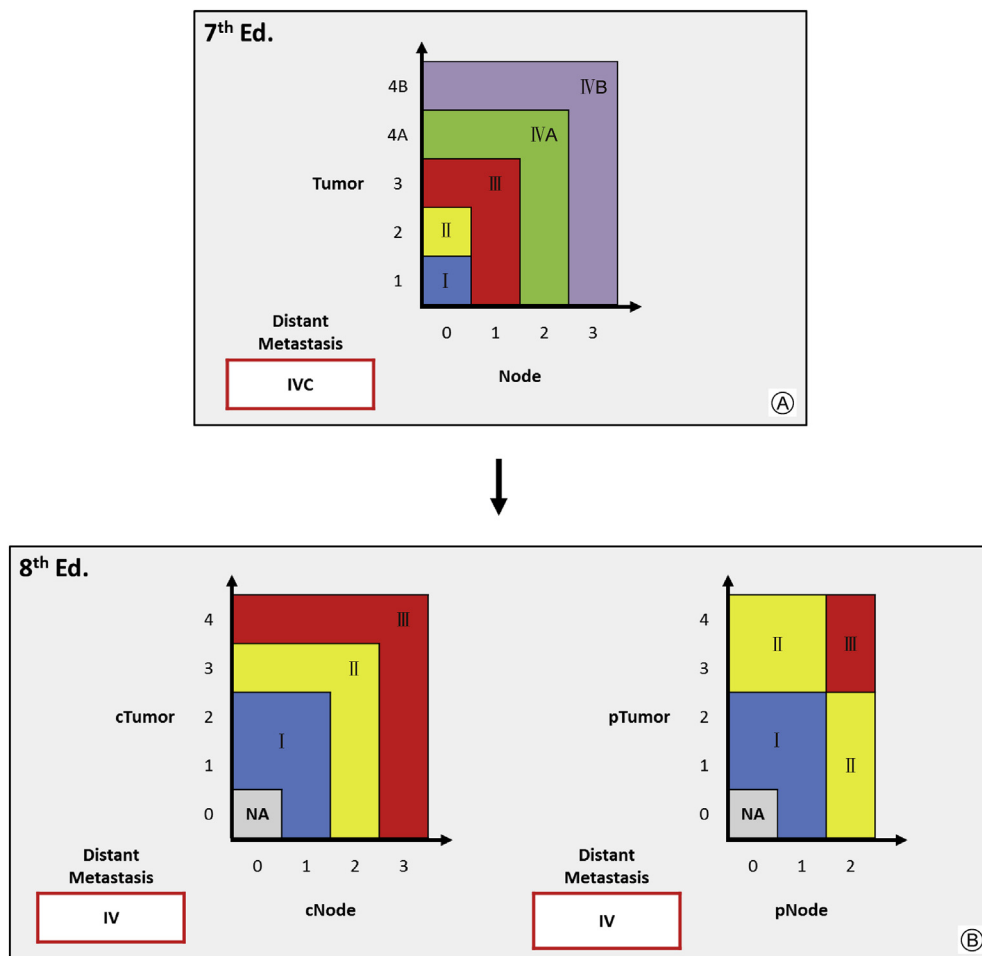 7th Ed.
4B
4A
3
2
1
Tumor
ⅣB
ⅣA
Ⅲ
Ⅱ
Ⅰ
0 1 2 3
Node
Distant
Metastasis
IVC
Ⓐ
8th Ed.
4
3
2
1
0
cTumor
Ⅲ
Ⅱ
Ⅰ
NA
0 1 2 3
cNode
Distant
Metastasis
IV
4
3
2
1
0
pTumor
Ⅱ Ⅲ
Ⅰ
Ⅱ
NA
0 1 2
pNode
Distant
Metastasis
IV
Ⓑ